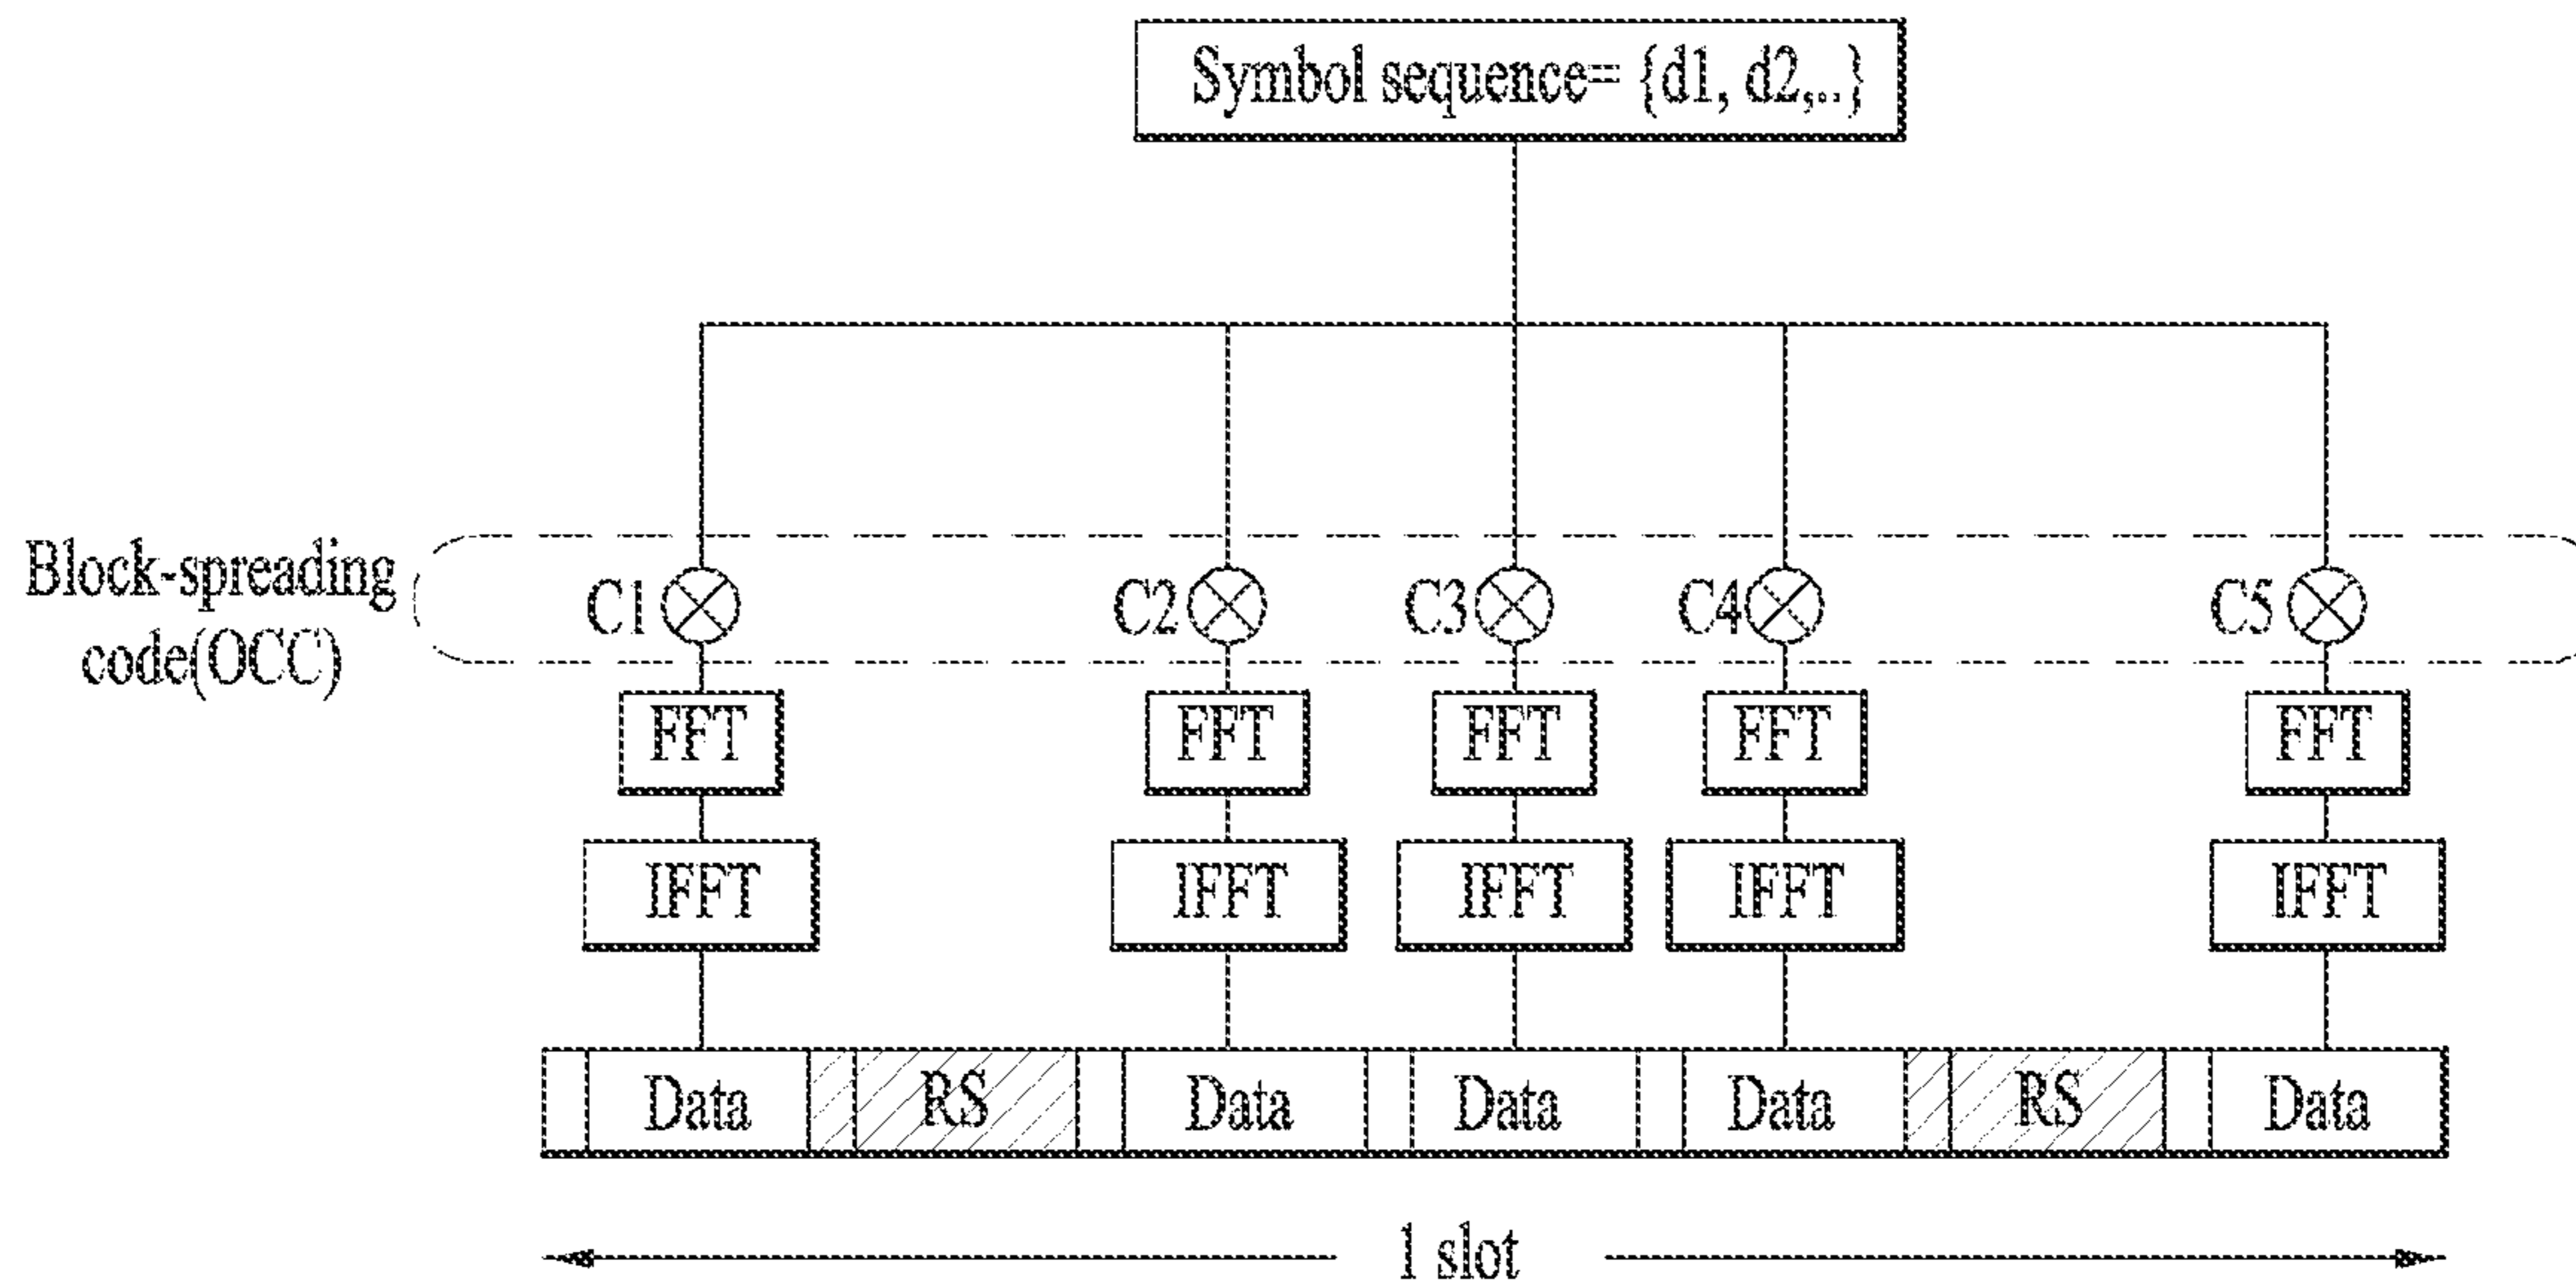 Symbol sequence= {d1, d2,..}
Block-spreading
code(OCC)
C1 C2 C3 C4 C5
FFT FFT FFT FFT FFT
IFFT IFFT IFFT IFFT IFFT
Data RS Data Data Data RS Data
1 slot